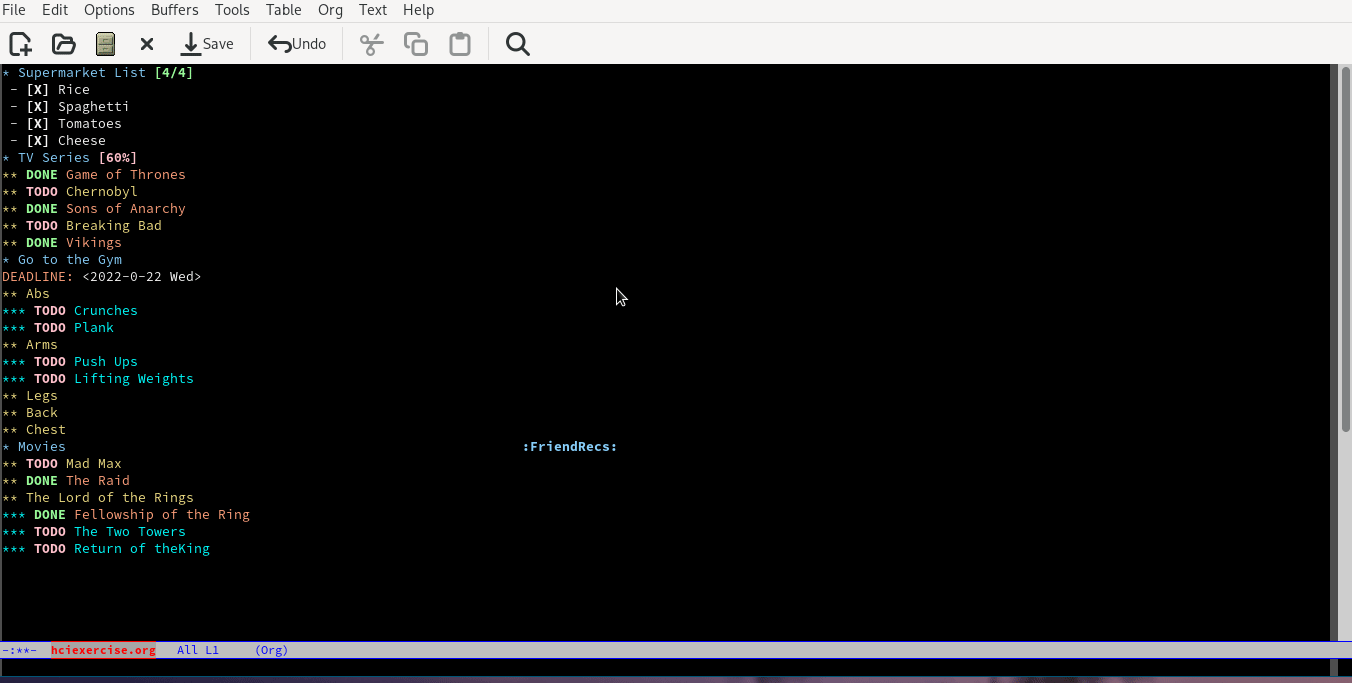 File Edit Options Buffers Tools Table Org Text Help
Save Undo
* Supermarket List [4/4]
- [X] Rice
- [X] Spaghetti
- [X] Tomatoes
- [X] Cheese
* TV Series [60%]
** DONE Game of Thrones
** TODO Chernobyl
** DONE Sons of Anarchy
** TODO Breaking Bad
** DONE Vikings
* Go to the Gym
DEADLINE: <2022-0-22 Wed>
** Abs
*** TODO Crunches
*** TODO Plank
** Arms
*** TODO Push Ups
*** TODO Lifting Weights
** Legs
** Back
** Chest
* Movies :FriendRecs:
** TODO Mad Max
** DONE The Raid
** The Lord of the Rings
*** DONE Fellowship of the Ring
*** TODO The Two Towers
*** TODO Return of theKing
-:**- hciexercise.org All L1 (Org)